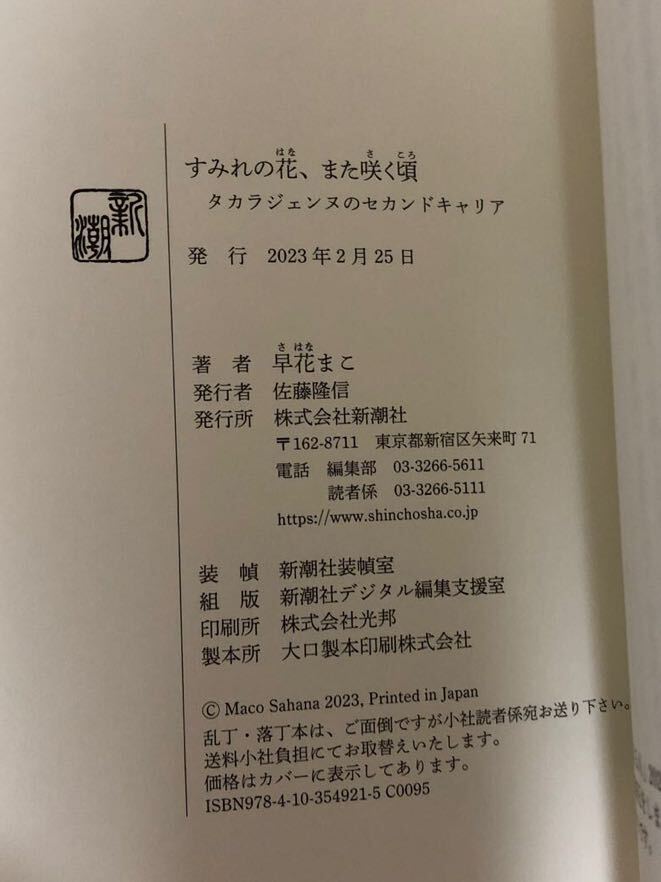 すみれの花、また咲く頃
タカラジェンヌのセカンドキャリア
新潮
発行 2023年2月25日
著者 早花まこ
発行者 佐藤隆信
発行所 株式会社新潮社
〒162-8711 東京都新宿区矢来町71
電話 編集部 03-3266-5611
読者係 03-3266-5111
https://www.shinchosha.co.jp
装幀 新潮社装幀室
組版 新潮社デジタル編集支援室
印刷所 株式会社光邦
製本所 大口製本印刷株式会社
© Maco Sahana 2023, Printed in Japan
乱丁・落丁本は、ご面倒ですが小社読者係宛お送り下さい。
送料小社負担にてお取替えいたします。
価格はカバーに表示してあります。
ISBN978-4-10-354921-5 C0095